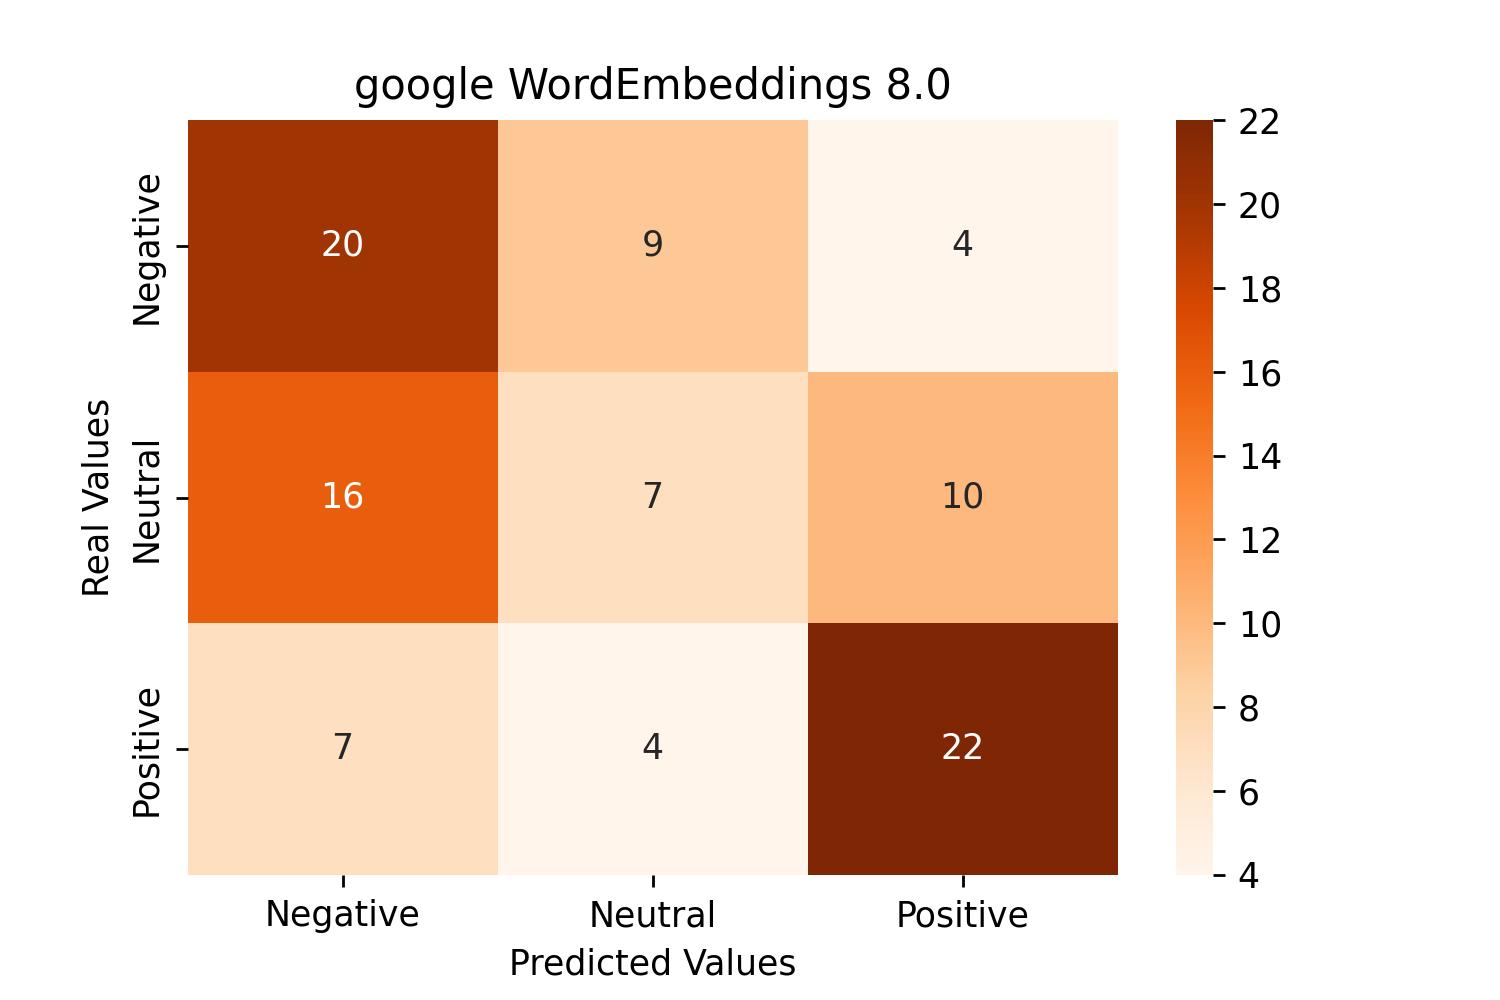 google WordEmbeddings 8.0
Real Values
Negative
20 9 4
Neutral
16 7 10
Positive
7 4 22
Negative Neutral Positive
Predicted Values
22
20
18
16
14
12
10
8
6
4